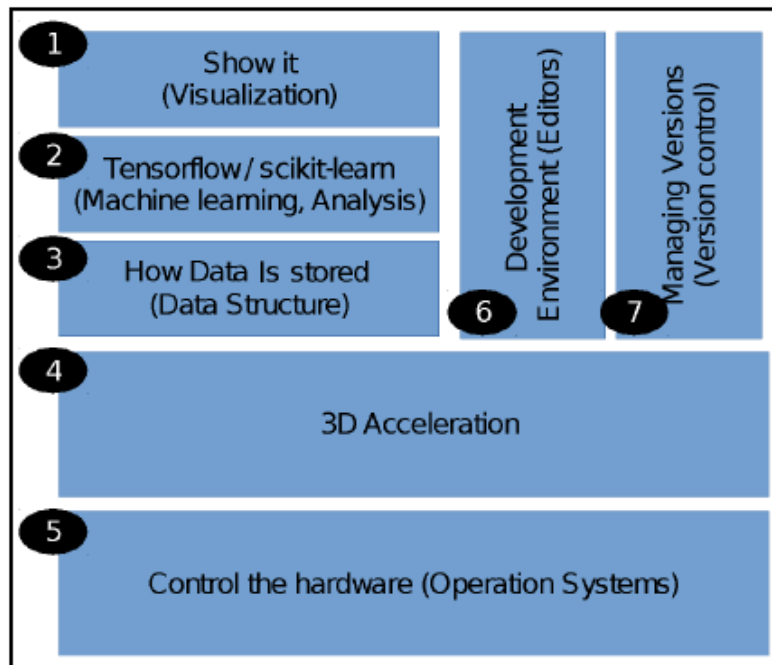 1
Show it
(Visualization)
2
Tensorflow / scikit-learn
(Machine learning, Analysis)
3
How Data Is stored
(Data Structure)
6
Development
Environment (Editors)
7
Managing Versions
(Version control)
4
3D Acceleration
5
Control the hardware (Operation Systems)